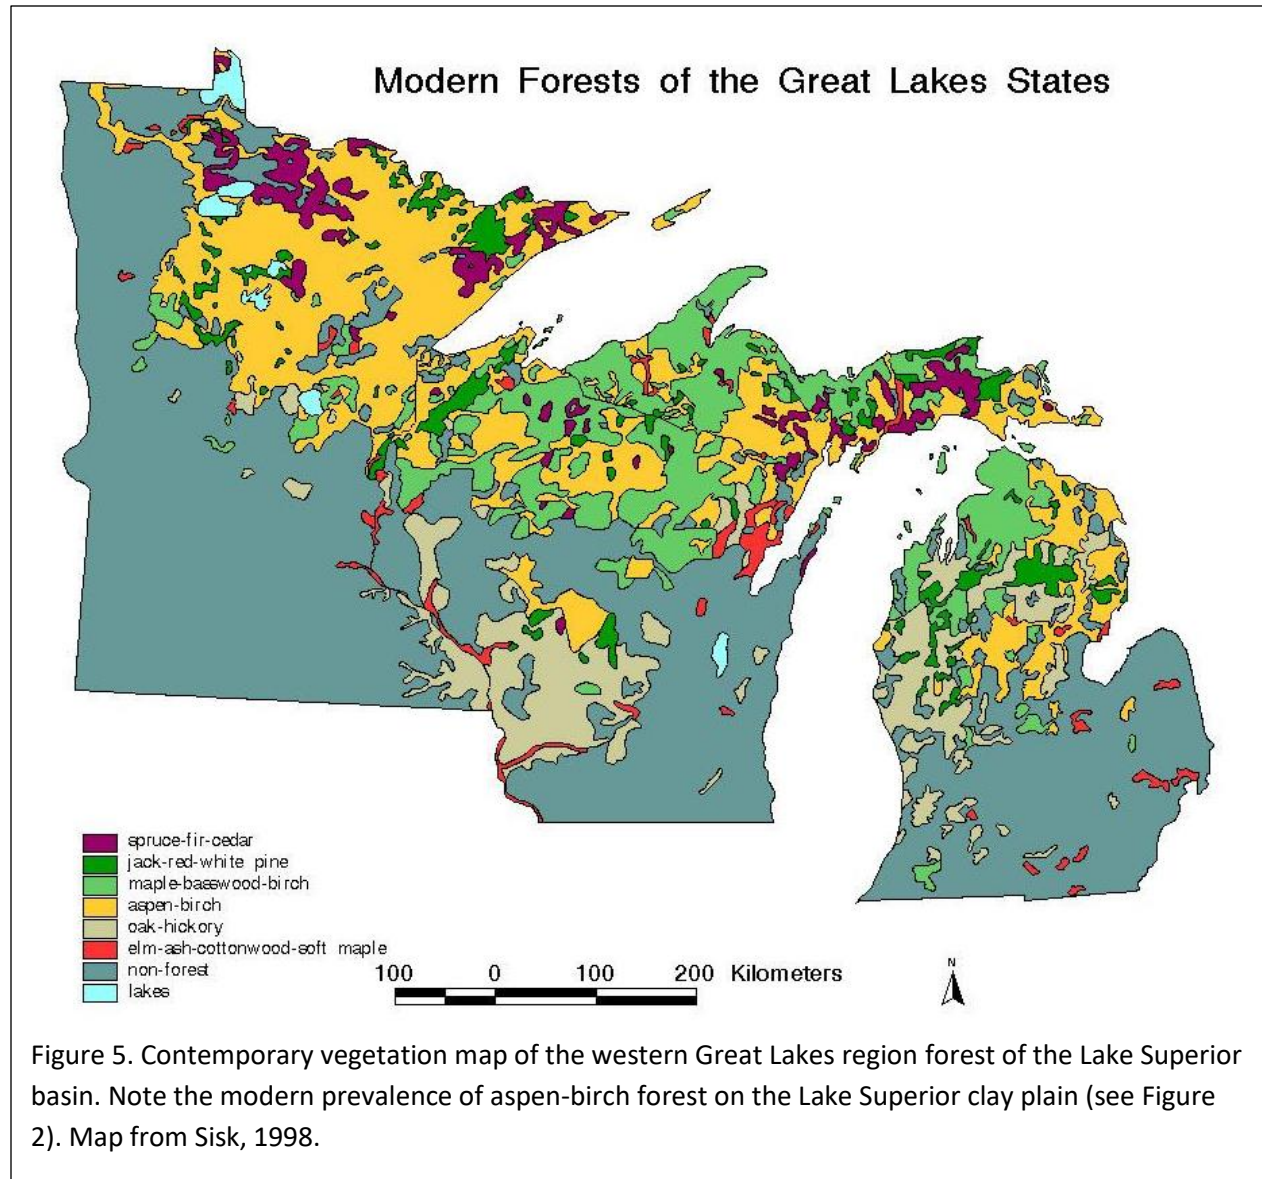 Modern Forests of the Great Lakes States
spruce-fir-cedar
jack-red-white pine
maple-basswood-birch
aspen-birch
oak-hickory
elm-ash-cottonwood-soft maple
non-forest
lakes
100 0 100 200 Kilometers
N
Figure 5. Contemporary vegetation map of the western Great Lakes region forest of the Lake Superior
basin. Note the modern prevalence of aspen-birch forest on the Lake Superior clay plain (see Figure
2). Map from Sisk, 1998.